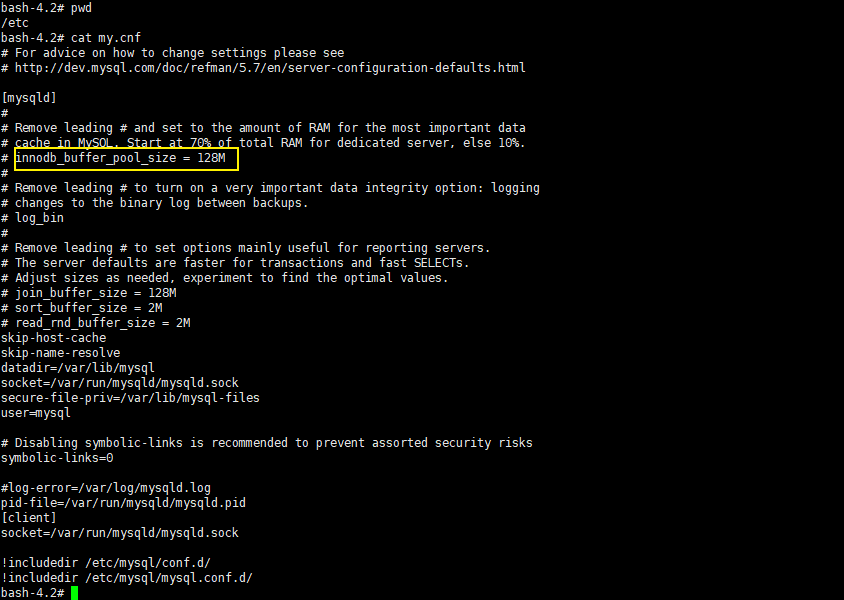 bash-4.2# pwd
/etc
bash-4.2# cat my.cnf
# For advice on how to change settings please see
# http://dev.mysql.com/doc/refman/5.7/en/server-configuration-defaults.html
[mysqld]
#
# Remove leading # and set to the amount of RAM for the most important data
# cache in MySQL. Start at 70% of total RAM for dedicated server, else 10%.
# innodb_buffer_pool_size = 128M
#
# Remove leading # to turn on a very important data integrity option: logging
# changes to the binary log between backups.
# log_bin
#
# Remove leading # to set options mainly useful for reporting servers.
# The server defaults are faster for transactions and fast SELECTs.
# Adjust sizes as needed, experiment to find the optimal values.
# join_buffer_size = 128M
# sort_buffer_size = 2M
# read_rnd_buffer_size = 2M
skip-host-cache
skip-name-resolve
datadir=/var/lib/mysql
socket=/var/run/mysqld/mysqld.sock
secure-file-priv=/var/lib/mysql-files
user=mysql
# Disabling symbolic-links is recommended to prevent assorted security risks
symbolic-links=0
#log-error=/var/log/mysqld.log
pid-file=/var/run/mysqld/mysqld.pid
[client]
socket=/var/run/mysqld/mysqld.sock
!includedir /etc/mysql/conf.d/
!includedir /etc/mysql/mysql.conf.d/
bash-4.2#